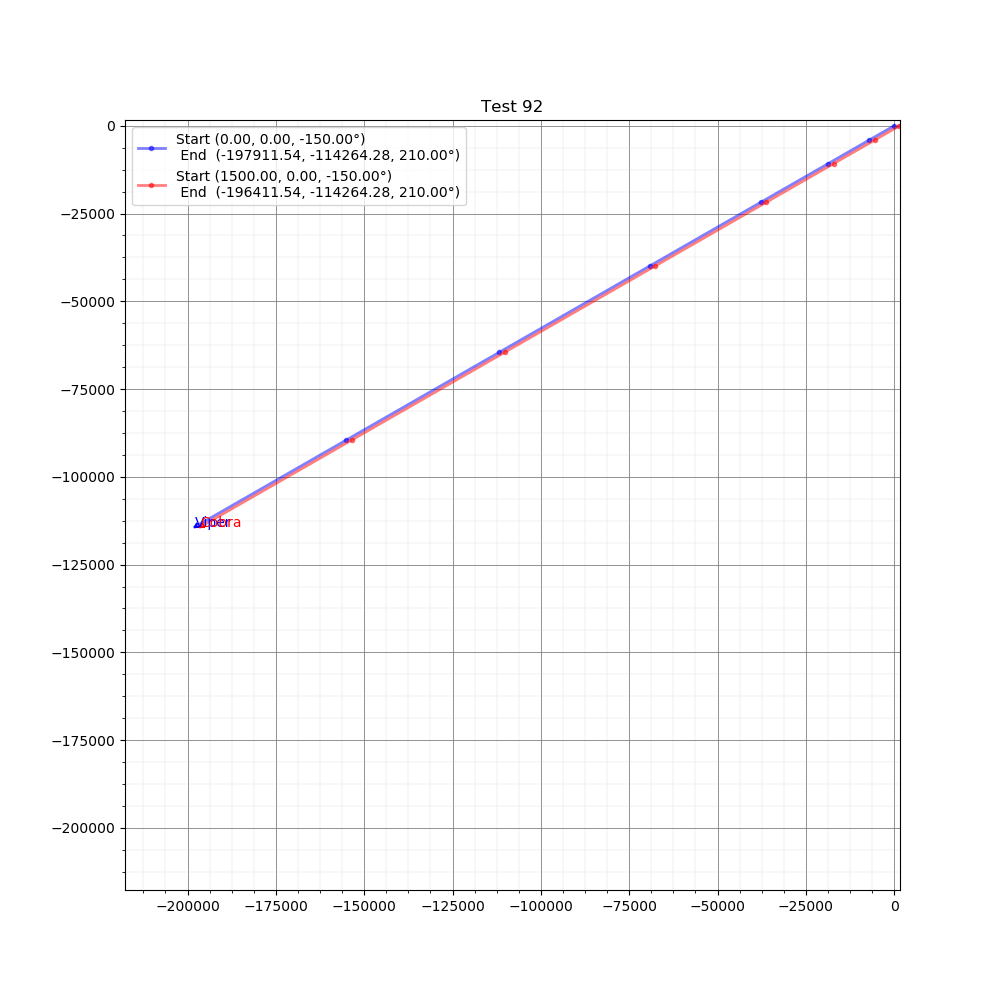 Test 92
Start (0.00, 0.00, -150.00°)
End (-197911.54, -114264.28, 210.00°)
Start (1500.00, 0.00, -150.00°)
End (-196411.54, -114264.28, 210.00°)
0
−25000
−50000
−75000
−100000
−125000
−150000
−175000
−200000
Viper
Cobra
−200000 −175000 −150000 −125000 −100000 −75000 −50000 −25000 0